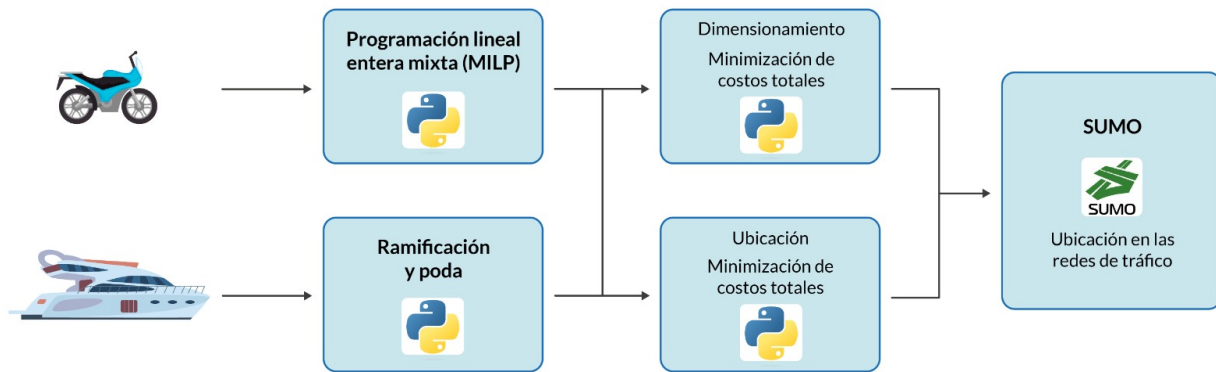 Programación lineal
entera mixta (MILP)
Dimensionamiento
Minimización de
costos totales
SUMO
SUMO
Ubicación en las
redes de tráfico
Ramificación
y poda
Ubicación
Minimización de
costos totales